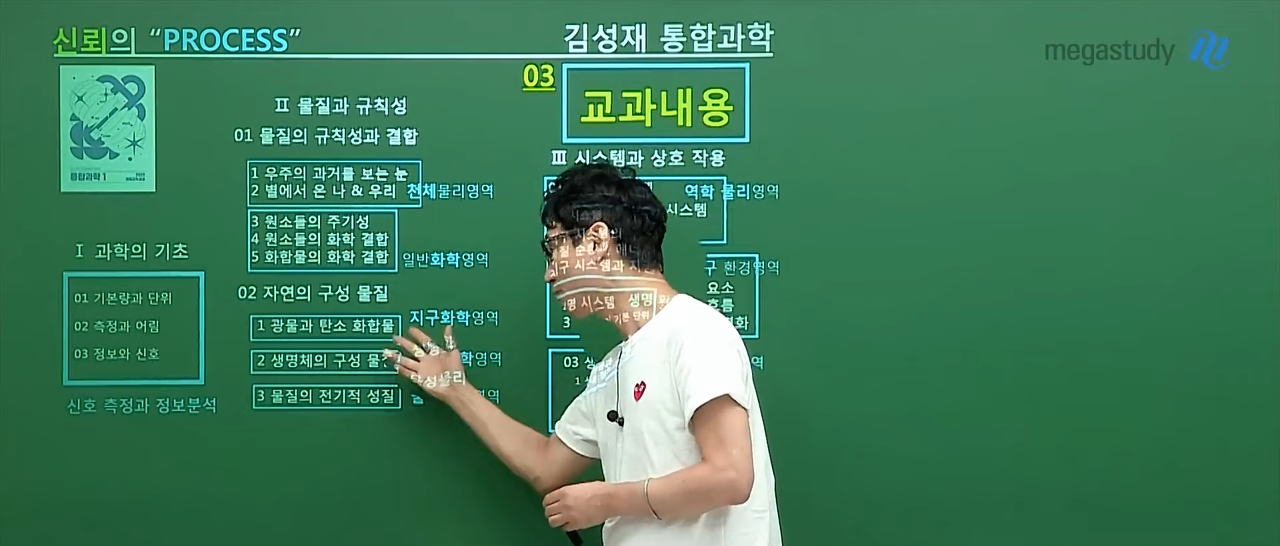 신뢰의 “PROCESS”
김성재 통합과학
megastudy
03
교과내용
통합과학 1
Ⅰ 과학의 기초
01 기본량과 단위
02 측정과 어림
03 정보와 신호
신호 측정과 정보분석
Ⅱ 물질과 규칙성
01 물질의 규칙성과 결합
1 우주의 과거를 보는 눈
2 별에서 온 나 & 우리
천체물리영역
3 원소들의 주기성
4 원소들의 화학 결합
5 화합물의 화학 결합
일반화학영역
02 자연의 구성 물질
1 광물과 탄소 화합물
지구화학영역
2 생명체의 구성
3 물질의 전기적 성질
Ⅲ 시스템과 상호 작용
역학 물리영역
시스템
환경영역
요소
03